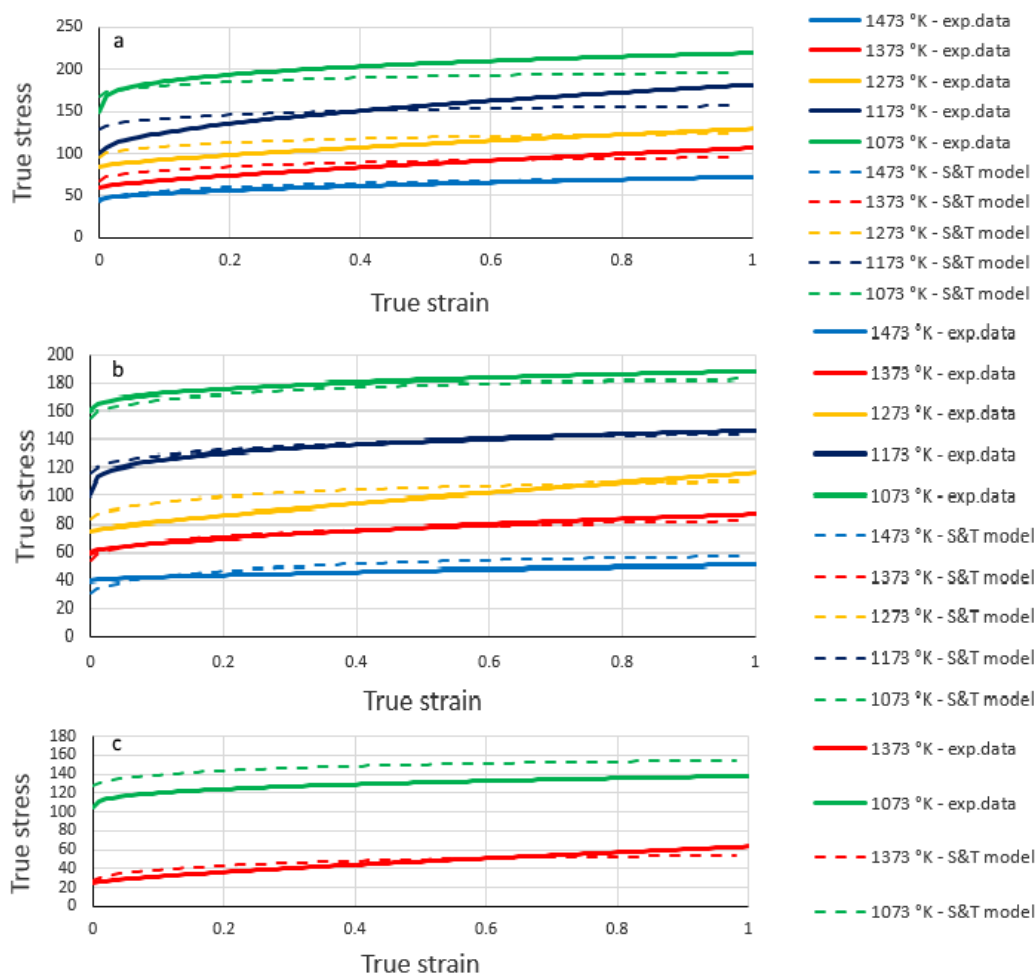 a
True stress
250
200
150
100
50
0
0
0.2
0.4
0.6
0.8
1
True strain
1473 °K - exp.data
1373 °K - exp.data
1273 °K - exp.data
1173 °K - exp.data
1073 °K - exp.data
1473 °K - S&T model
1373 °K - S&T model
1273 °K - S&T model
1173 °K - S&T model
1073 °K - S&T model
b
True stress
200
180
160
140
120
100
80
60
40
20
0
0
0.2
0.4
0.6
0.8
1
True strain
1473 °K - exp.data
1373 °K - exp.data
1273 °K - exp.data
1173 °K - exp.data
1073 °K - exp.data
1473 °K - S&T model
1373 °K - S&T model
1273 °K - S&T model
1173 °K - S&T model
1073 °K - S&T model
c
True stress
180
160
140
120
100
80
60
40
20
0
0
0.2
0.4
0.6
0.8
1
True strain
1373 °K - exp.data
1073 °K - exp.data
1373 °K - S&T model
1073 °K - S&T model